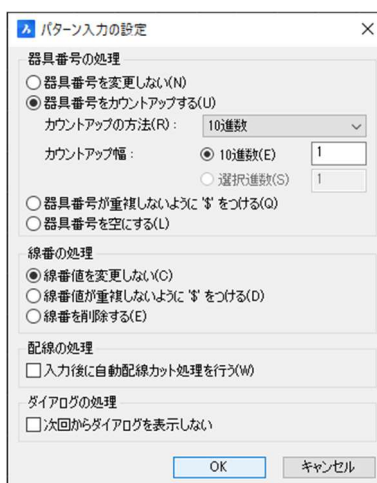 パターン入力の設定
器具番号の処理
器具番号を変更しない(N)
器具番号をカウントアップする(U)
カウントアップの方法(R): 10進数
カウントアップ幅: 10進数(E) 1
選択進数(S) 1
器具番号が重複しないように '$' をつける(Q)
器具番号を空にする(L)
線番の処理
線番値を変更しない(C)
線番値が重複しないように '$' をつける(D)
線番を削除する(E)
配線の処理
入力後に自動配線カット処理を行う(W)
ダイアログの処理
次回からダイアログを表示しない
OK キャンセル